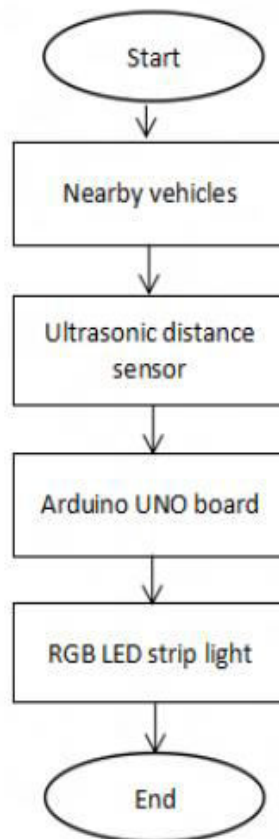 Start
Nearby vehicles
Ultrasonic distance
sensor
Arduino UNO board
RGB LED strip light
End